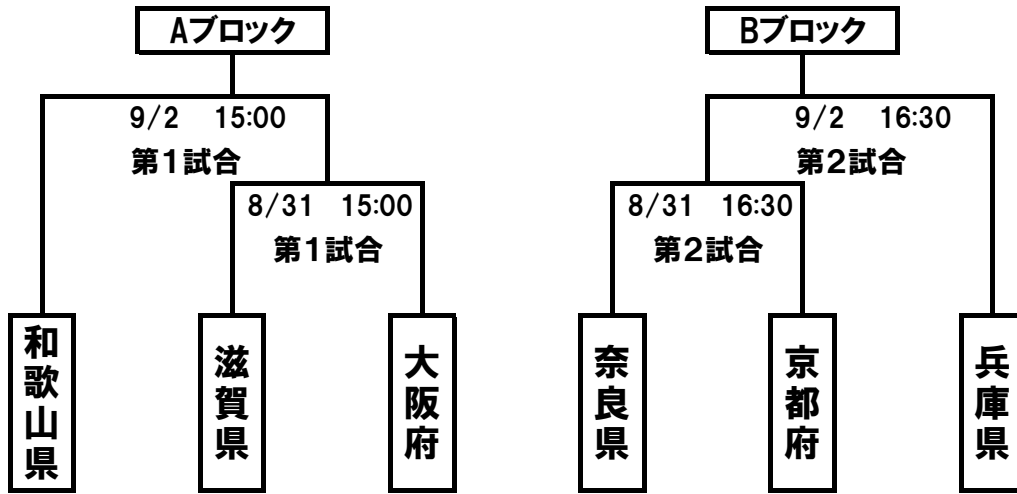 Aブロック
Bブロック
9/2 15:00
第1試合
9/2 16:30
第2試合
8/31 15:00
第1試合
8/31 16:30
第2試合
和歌山県
滋賀県
大阪府
奈良県
京都府
兵庫県